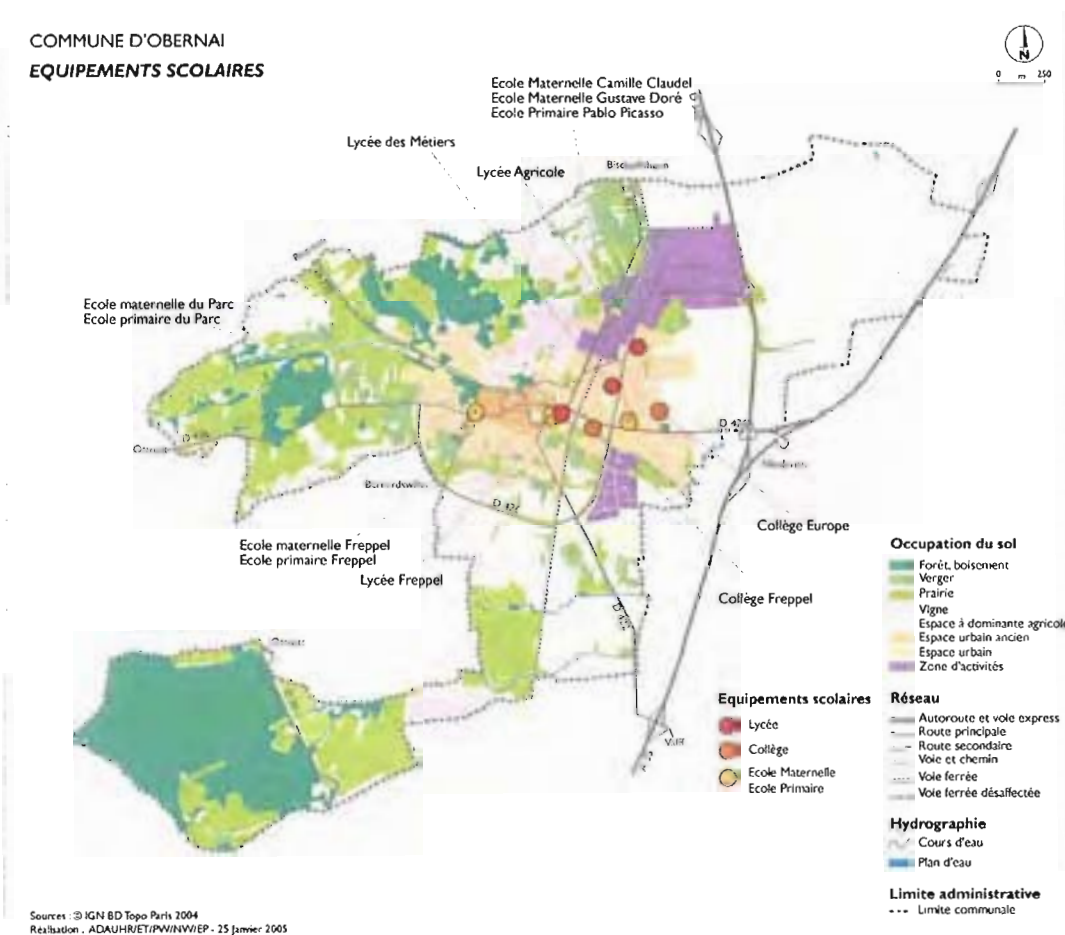 COMMUNE D'OBERNAI
EQUIPEMENTS SCOLAIRES
N
0 m 250
Ecole Maternelle Camille Claudel
Ecole Maternelle Gustave Doré
Ecole Primaire Pablo Picasso
Lycée des Métiers
Lycée Agricole
Ecole maternelle du Parc
Ecole primaire du Parc
D 426
D 426
D 426
D 422
Ecole maternelle Freppel
Ecole primaire Freppel
Lycée Freppel
Collège Europe
Collège Freppel
Equipements scolaires
Lycée
Collège
Ecole Maternelle
Ecole Primaire
Occupation du sol
Forêt, boisement
Verger
Prairie
Vigne
Espace à dominante agricole
Espace urbain ancien
Espace urbain
Zone d'activités
Réseau
Autoroute et voie express
Route principale
Route secondaire
Voie et chemin
Voie ferrée
Voie ferrée désaffectée
Hydrographie
Cours d'eau
Plan d'eau
Limite administrative
Limite communale
Sources : © IGN BD Topo Paris 2004
Réalisation . ADAUHR/ET/PW/NW/EP - 25 Janvier 2005